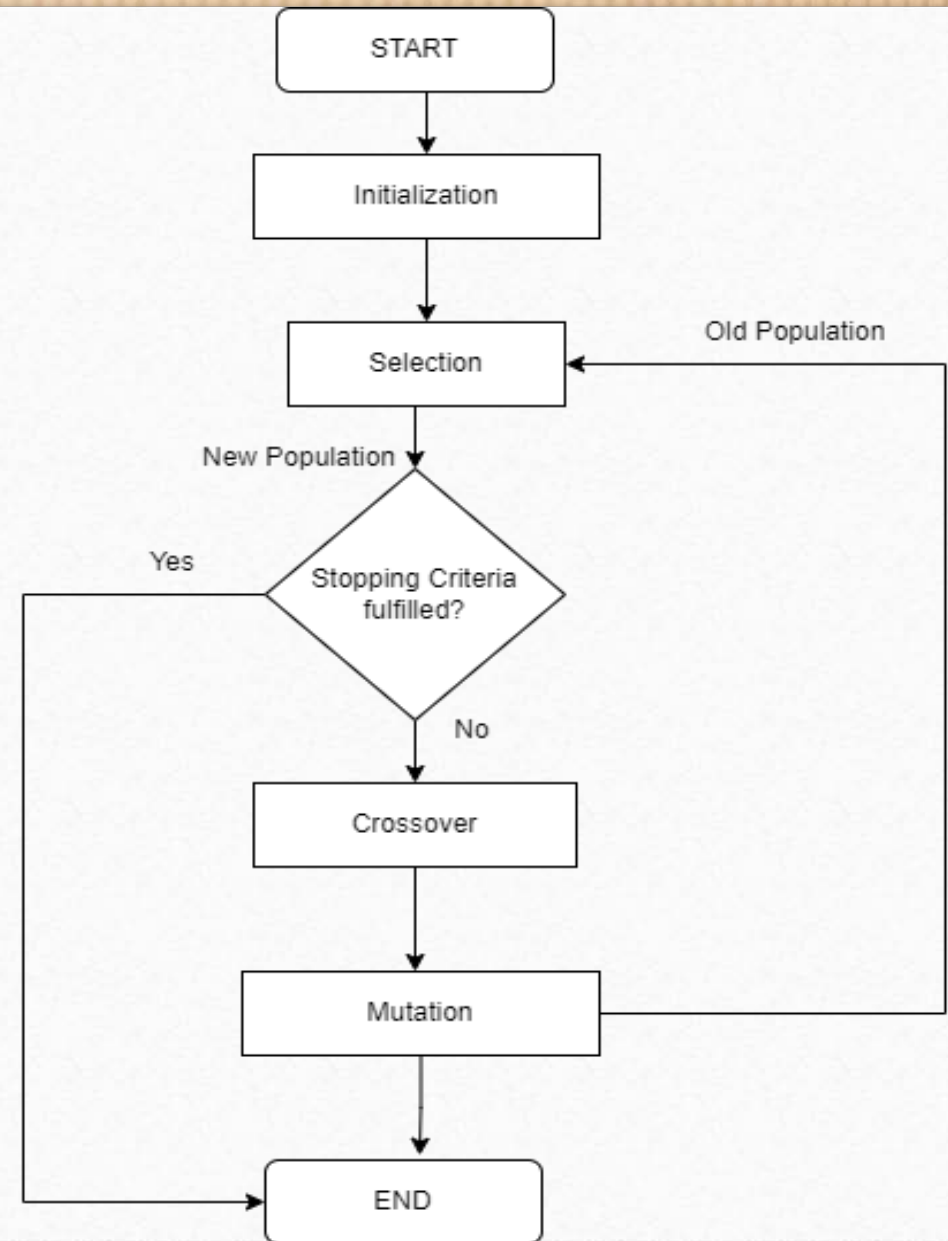 START
Initialization
Old Population
Selection
New Population
Yes
Stopping Criteria
fulfilled?
No
Crossover
Mutation
END